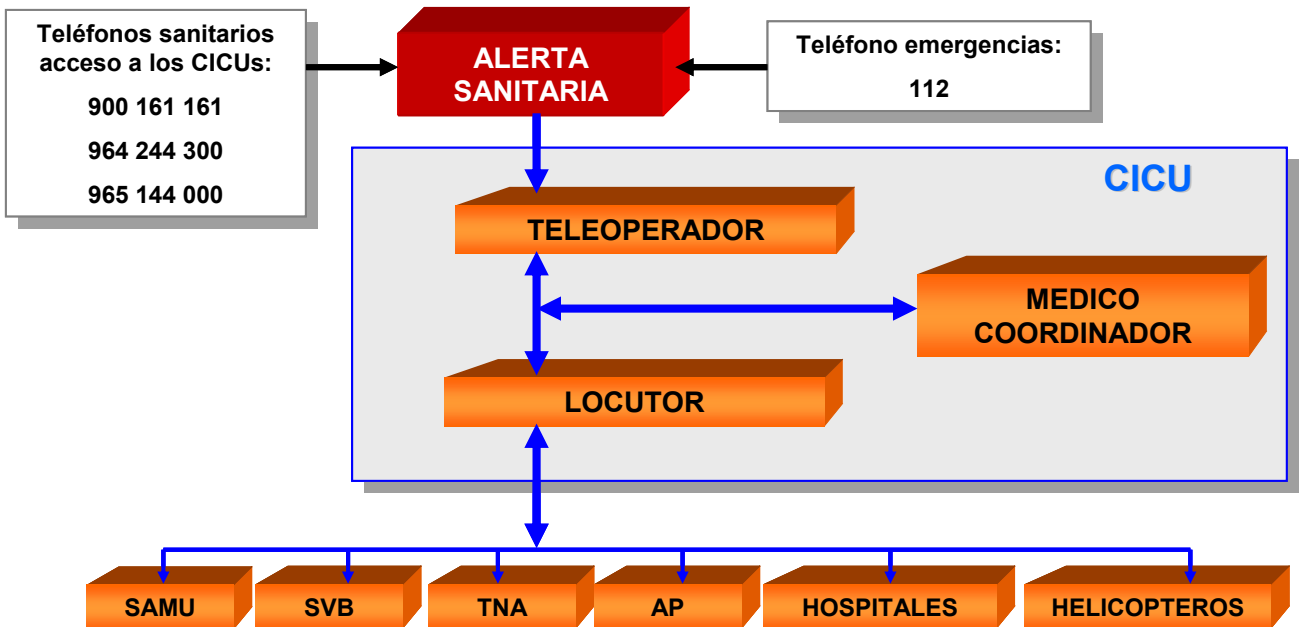 Teléfonos sanitarios
acceso a los CICUs:
900 161 161
964 244 300
965 144 000
ALERTA
SANITARIA
Teléfono emergencias:
112
CICU
TELEOPERADOR
MEDICO
COORDINADOR
LOCUTOR
SAMU
SVB
TNA
AP
HOSPITALES
HELICOPTEROS